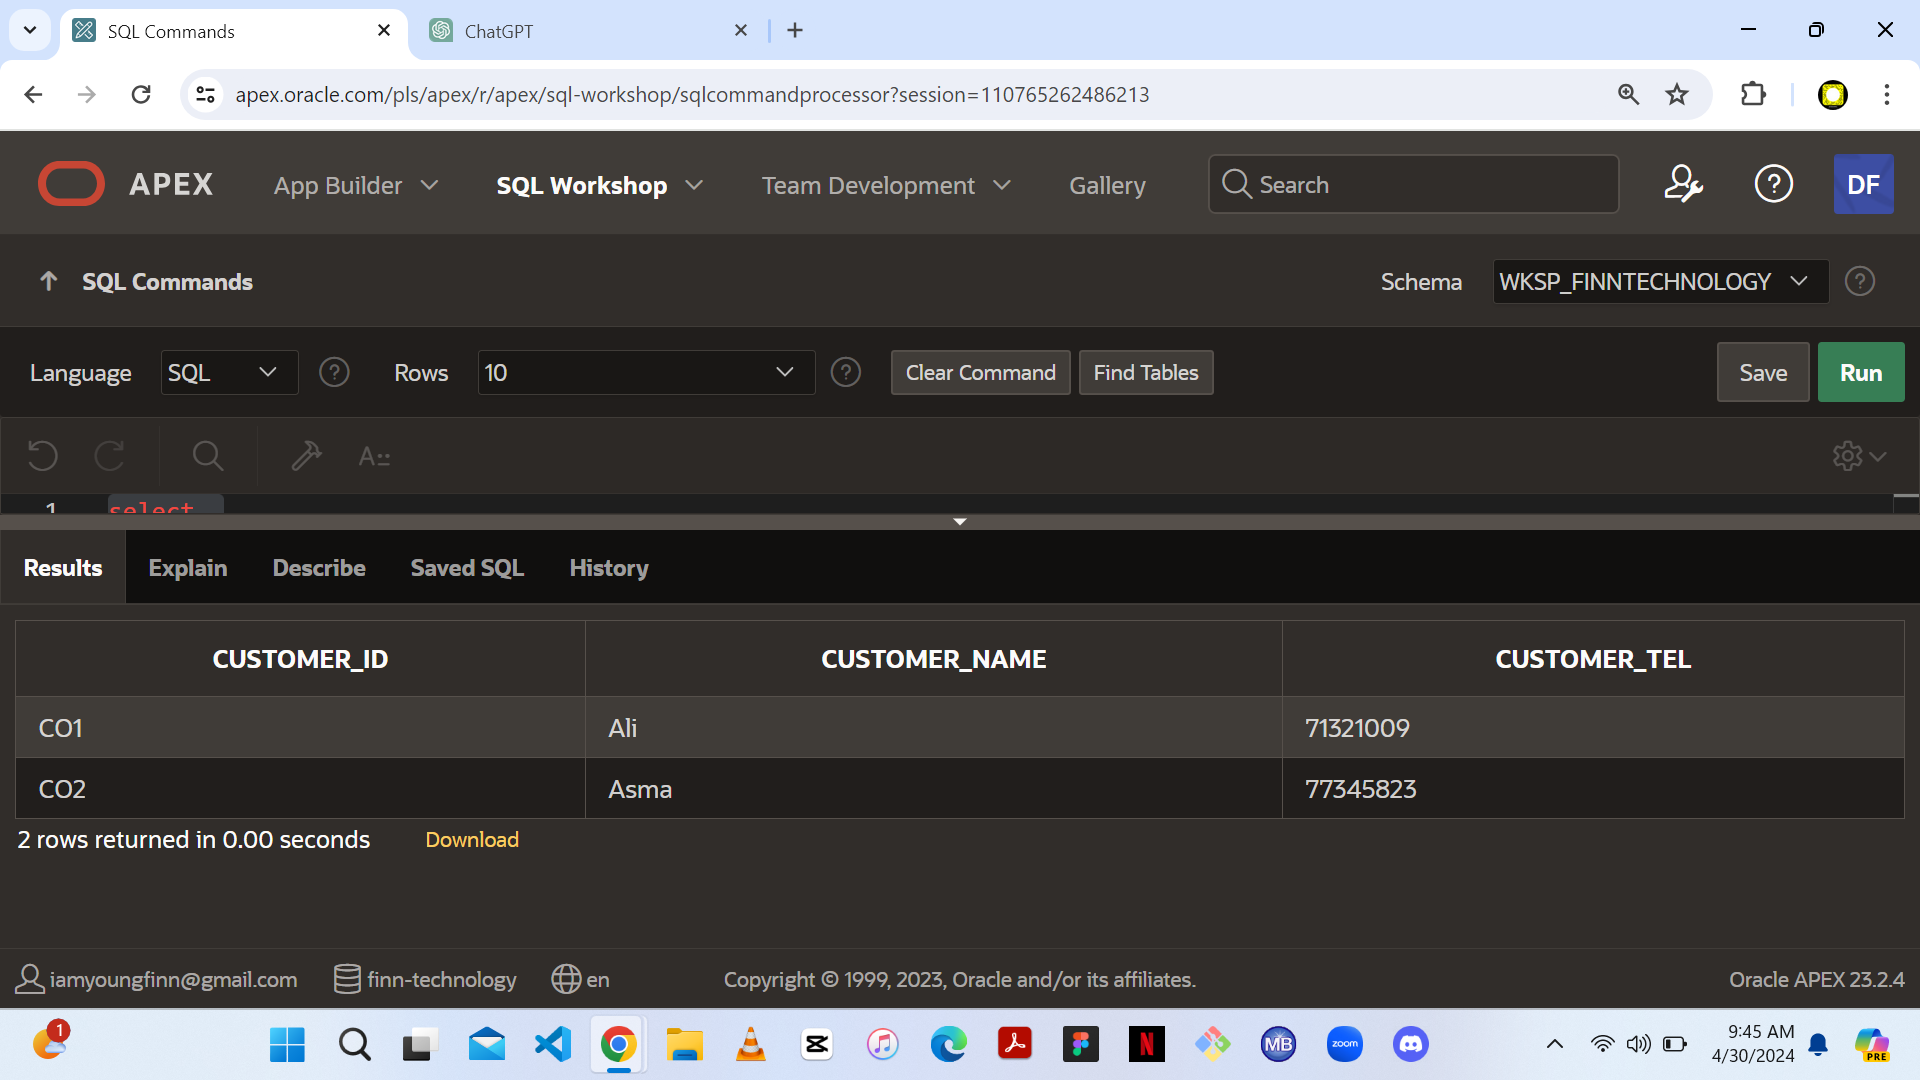 SQL Commands
ChatGPT
apex.oracle.com/pls/apex/r/apex/sql-workshop/sqlcommandprocessor?session=110765262486213
APEX App Builder SQL Workshop Team Development Gallery Search DF
SQL Commands Schema WKSP_FINNTECHNOLOGY ?
Language SQL ? Rows 10 ? Clear Command Find Tables Save Run
A
1 select
Results Explain Describe Saved SQL History
CUSTOMER_ID CUSTOMER_NAME CUSTOMER_TEL
CO1 Ali 71321009
CO2 Asma 77345823
2 rows returned in 0.00 seconds Download
iamyoungfinn@gmail.com finn-technology en Copyright © 1999, 2023, Oracle and/or its affiliates. Oracle APEX 23.2.4
1 N MB zoom 9:45 AM PRE
4/30/2024